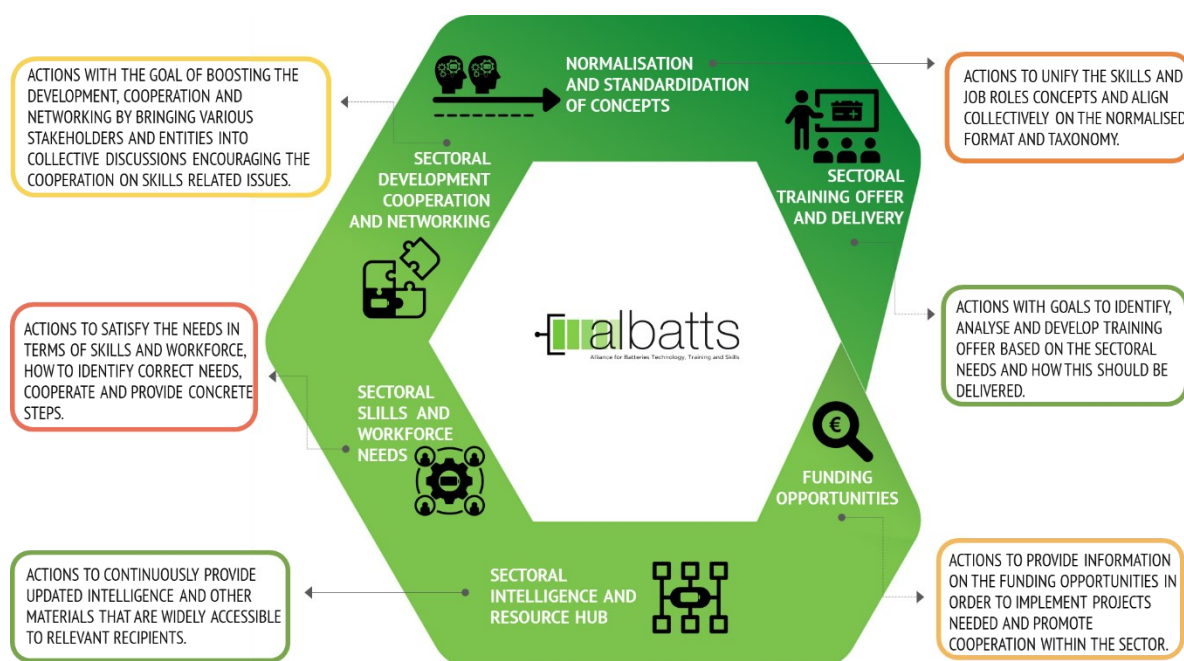 ACTIONS WITH THE GOAL OF BOOSTING THE
DEVELOPMENT, COOPERATION AND
NETWORKING BY BRINGING VARIOUS
STAKEHOLDERS AND ENTITIES INTO
COLLECTIVE DISCUSSIONS ENCOURAGING THE
COOPERATION ON SKILLS RELATED ISSUES.
NORMALISATION
AND STANDARDIDATION
OF CONCEPTS
ACTIONS TO UNIFY THE SKILLS AND
JOB ROLES CONCEPTS AND ALIGN
COLLECTIVELY ON THE NORMALISED
FORMAT AND TAXONOMY.
SECTORAL
DEVELOPMENT
COOPERATION
AND NETWORKING
SECTORAL
TRAINING OFFER
AND DELIVERY
ACTIONS TO SATISFY THE NEEDS IN
TERMS OF SKILLS AND WORKFORCE,
HOW TO IDENTIFY CORRECT NEEDS,
COOPERATE AND PROVIDE CONCRETE
STEPS.
albatts
Alliance for Batteries Technology, Training and Skills
ACTIONS WITH GOALS TO IDENTIFY,
ANALYSE AND DEVELOP TRAINING
OFFER BASED ON THE SECTORAL
NEEDS AND HOW THIS SHOULD BE
DELIVERED.
SECTORAL
SLILLS AND
WORKFORCE
NEEDS
€
FUNDING
OPPORTUNITIES
ACTIONS TO CONTINUOUSLY PROVIDE
UPDATED INTELLIGENCE AND OTHER
MATERIALS THAT ARE WIDELY ACCESSIBLE
TO RELEVANT RECIPIENTS.
SECTORAL
INTELLIGENCE AND
RESOURCE HUB
ACTIONS TO PROVIDE INFORMATION
ON THE FUNDING OPPORTUNITIES IN
ORDER TO IMPLEMENT PROJECTS
NEEDED AND PROMOTE
COOPERATION WITHIN THE SECTOR.